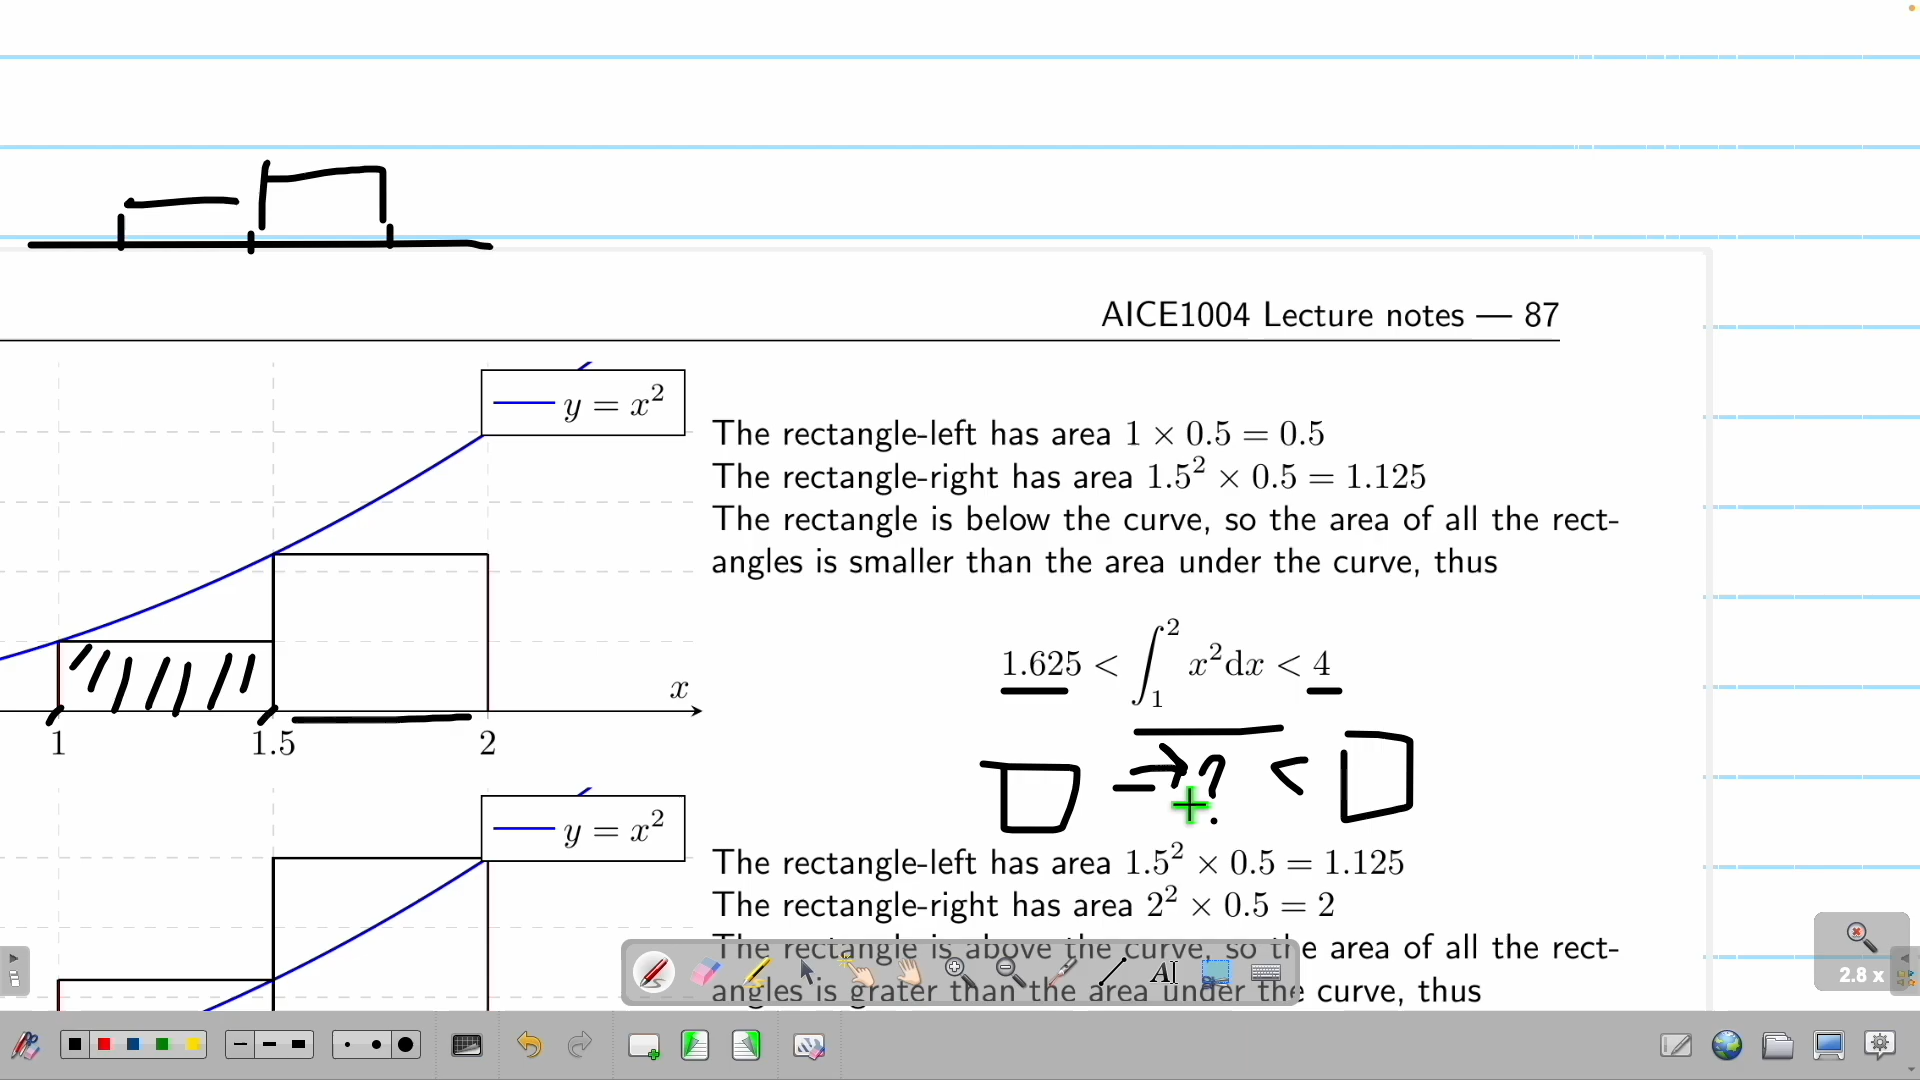 AICE1004 Lecture notes — 87
y = x²
The rectangle-left has area 1 × 0.5 = 0.5
The rectangle-right has area 1.5² × 0.5 = 1.125
The rectangle is below the curve, so the area of all the rect-
angles is smaller than the area under the curve, thus
1.625 < ∫₁² x²dx < 4
x
1 1.5 2
? <
y = x²
The rectangle-left has area 1.5² × 0.5 = 1.125
The rectangle-right has area 2² × 0.5 = 2
The rectangle is above the curve, so the area of all the rect-
angles is grater than the area under the curve, thus
2.8 x